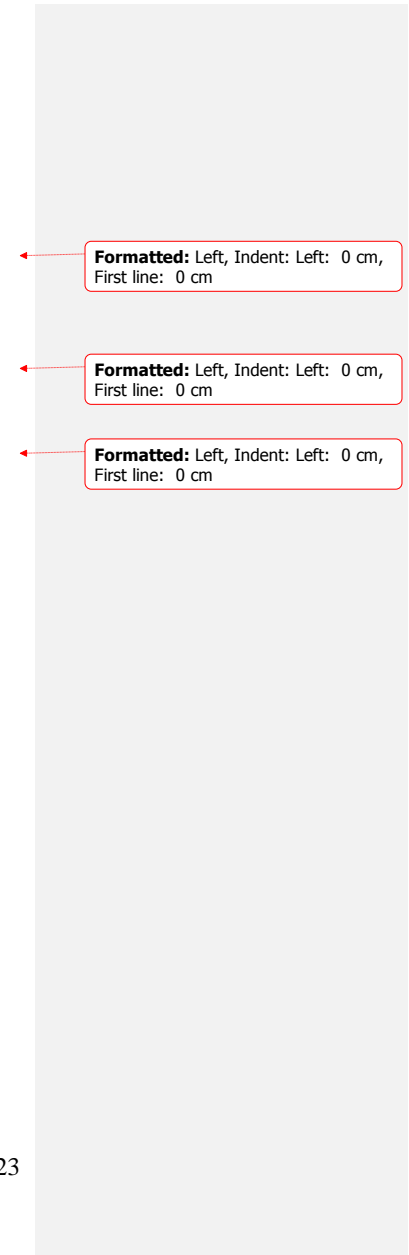 Formatted: Left, Indent: Left: 0 cm,
First line: 0 cm
Formatted: Left, Indent: Left: 0 cm,
First line: 0 cm
Formatted: Left, Indent: Left: 0 cm,
First line: 0 cm
23